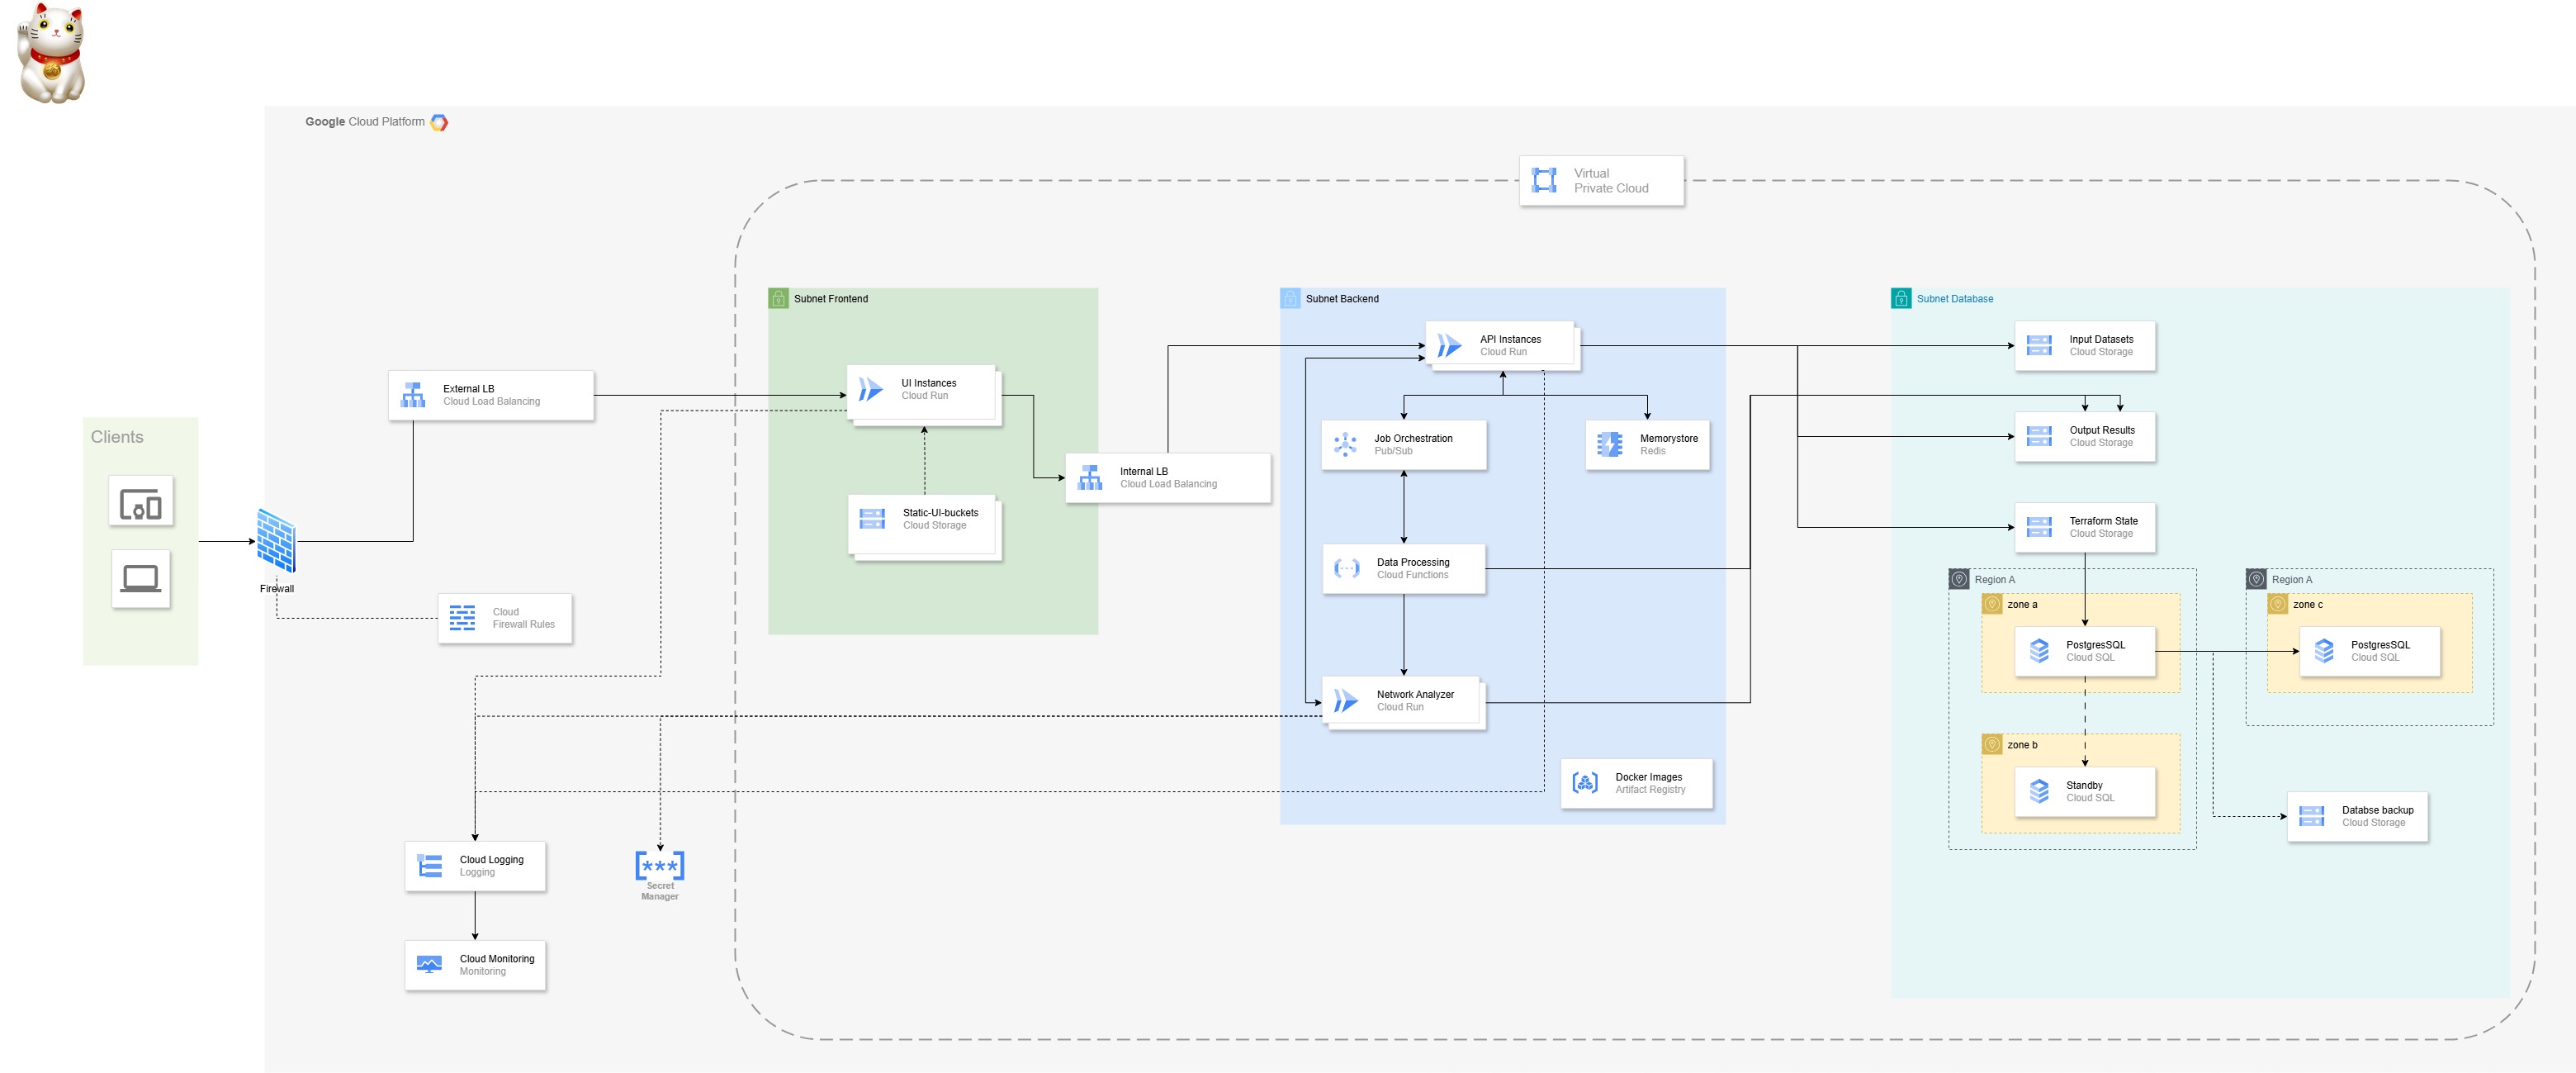 Google Cloud Platform
Virtual
Private Cloud
Clients
Firewall
External LB
Cloud Load Balancing
Cloud
Firewall Rules
Subnet Frontend
UI Instances
Cloud Run
Static-UI-buckets
Cloud Storage
Internal LB
Cloud Load Balancing
Subnet Backend
API Instances
Cloud Run
Job Orchestration
Pub/Sub
Memorystore
Redis
Data Processing
Cloud Functions
Network Analyzer
Cloud Run
Docker Images
Artifact Registry
Subnet Database
Input Datasets
Cloud Storage
Output Results
Cloud Storage
Terraform State
Cloud Storage
Region A
zone a
PostgresSQL
Cloud SQL
zone b
Standby
Cloud SQL
Region A
zone c
PostgresSQL
Cloud SQL
Databse backup
Cloud Storage
Cloud Logging
Logging
Cloud Monitoring
Monitoring
[***]
Secret
Manager